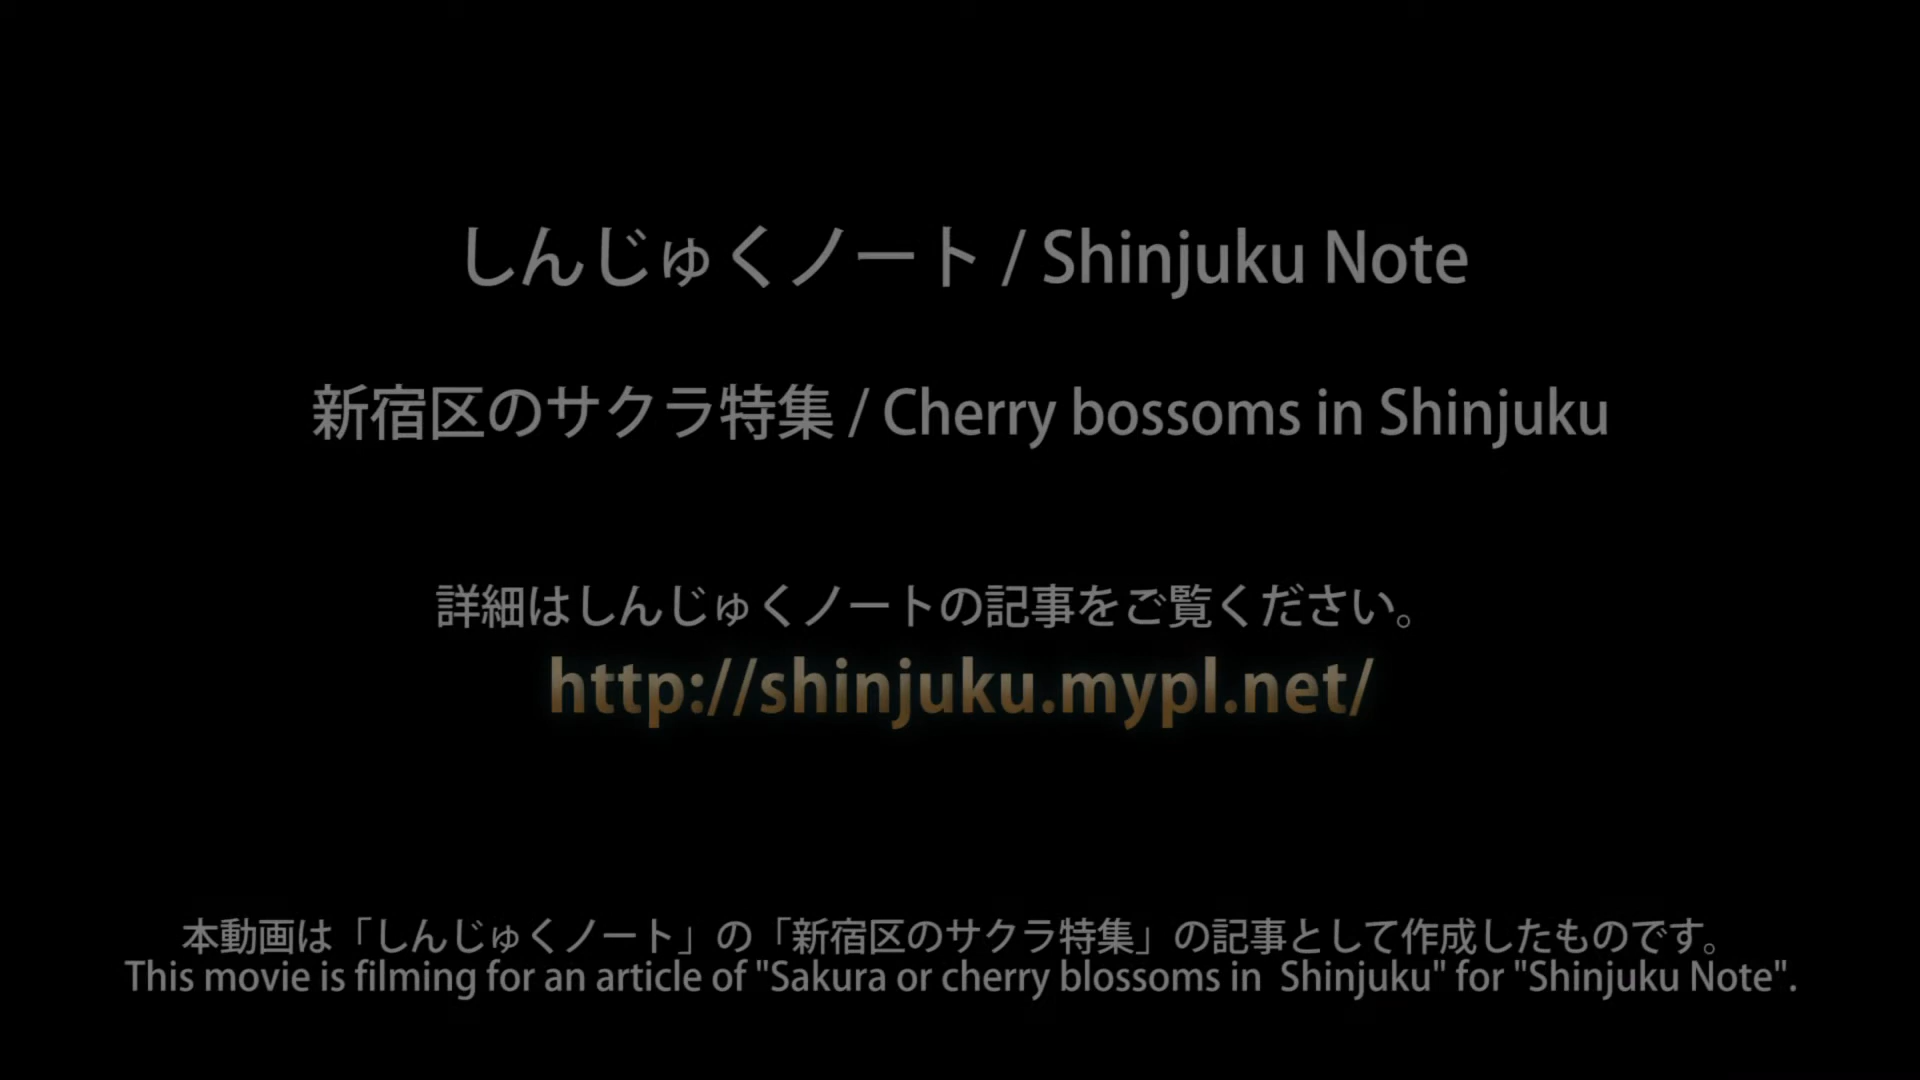 しんじゅくノート / Shinjuku Note
新宿区のサクラ特集 / Cherry bossoms in Shinjuku
詳細はしんじゅくノートの記事をご覧ください。
http://shinjuku.mypl.net/
本動画は「しんじゅくノート」の「新宿区のサクラ特集」の記事として作成したものです。
This movie is filming for an article of "Sakura or cherry blossoms in  Shinjuku" for "Shinjuku Note".